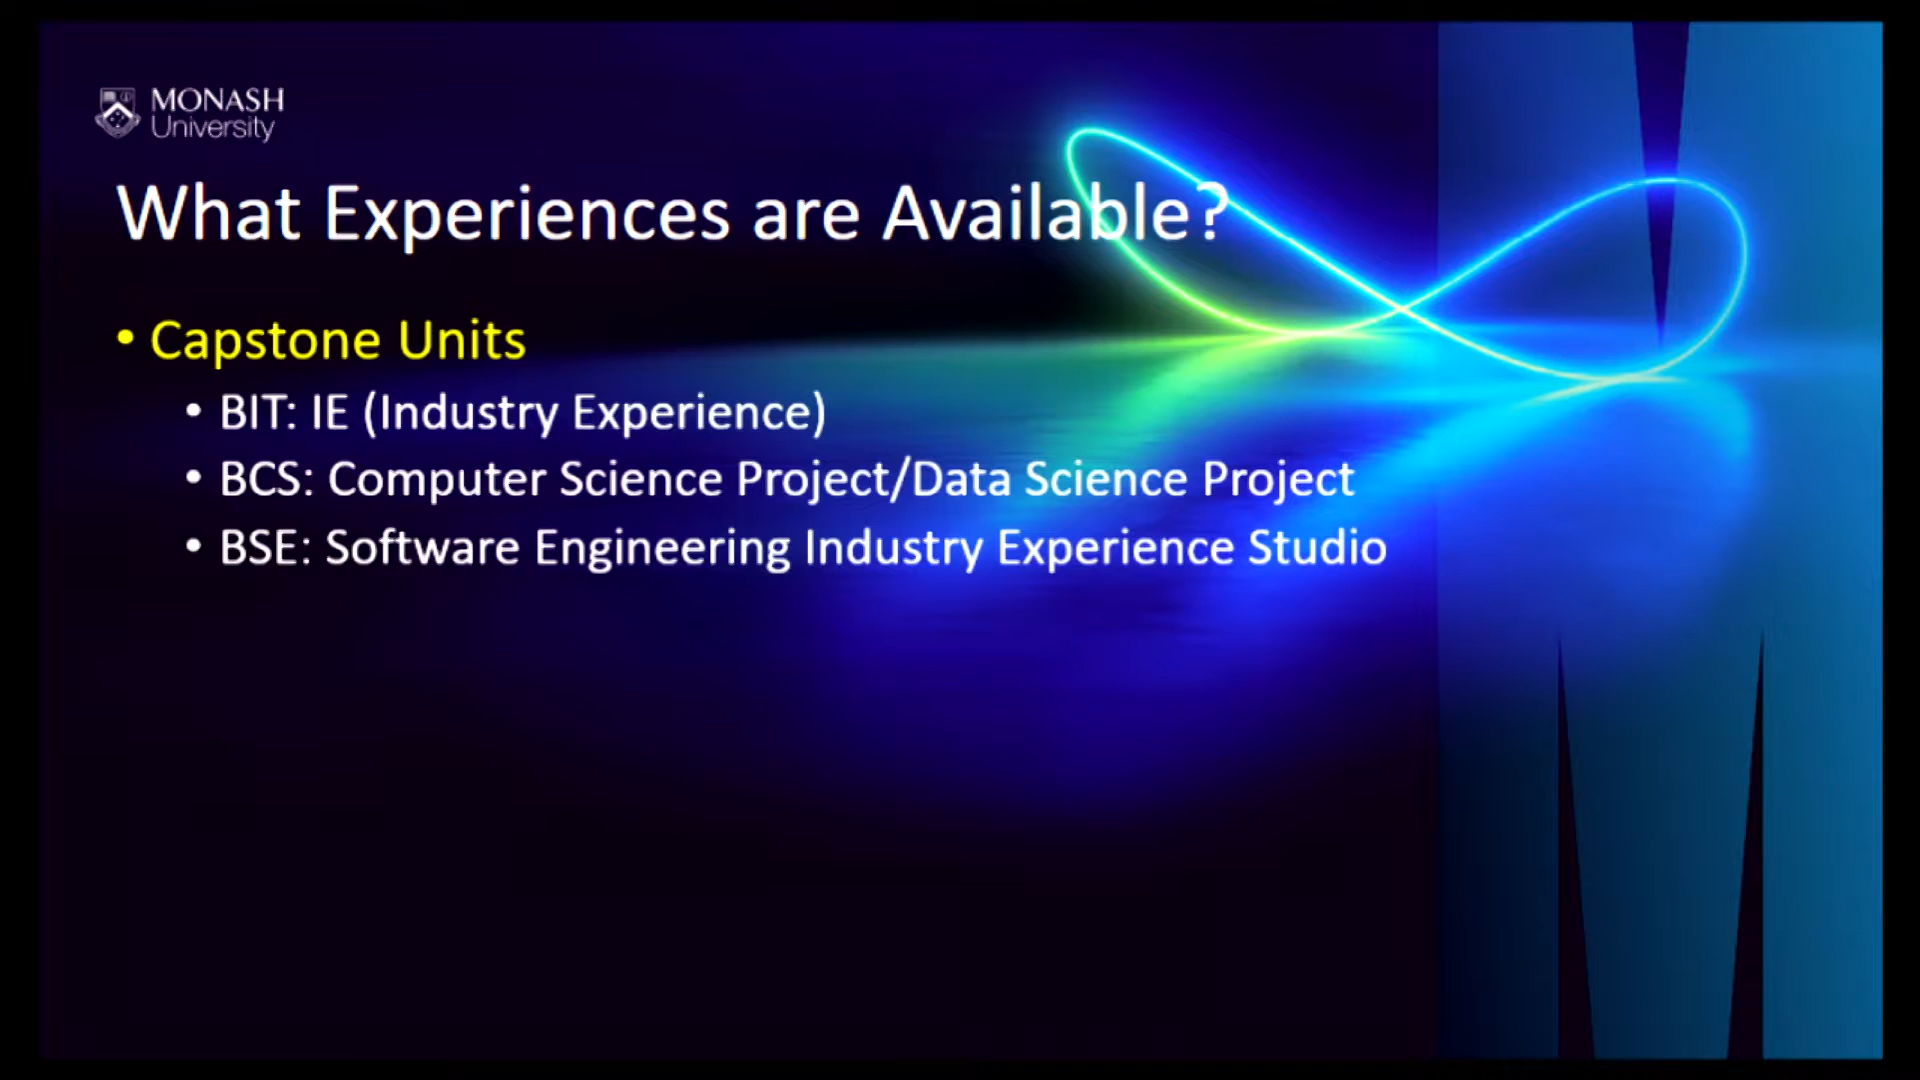 MONASH
University
What Experiences are Available?
• Capstone Units
• BIT: IE (Industry Experience)
• BCS: Computer Science Project/Data Science Project
• BSE: Software Engineering Industry Experience Studio